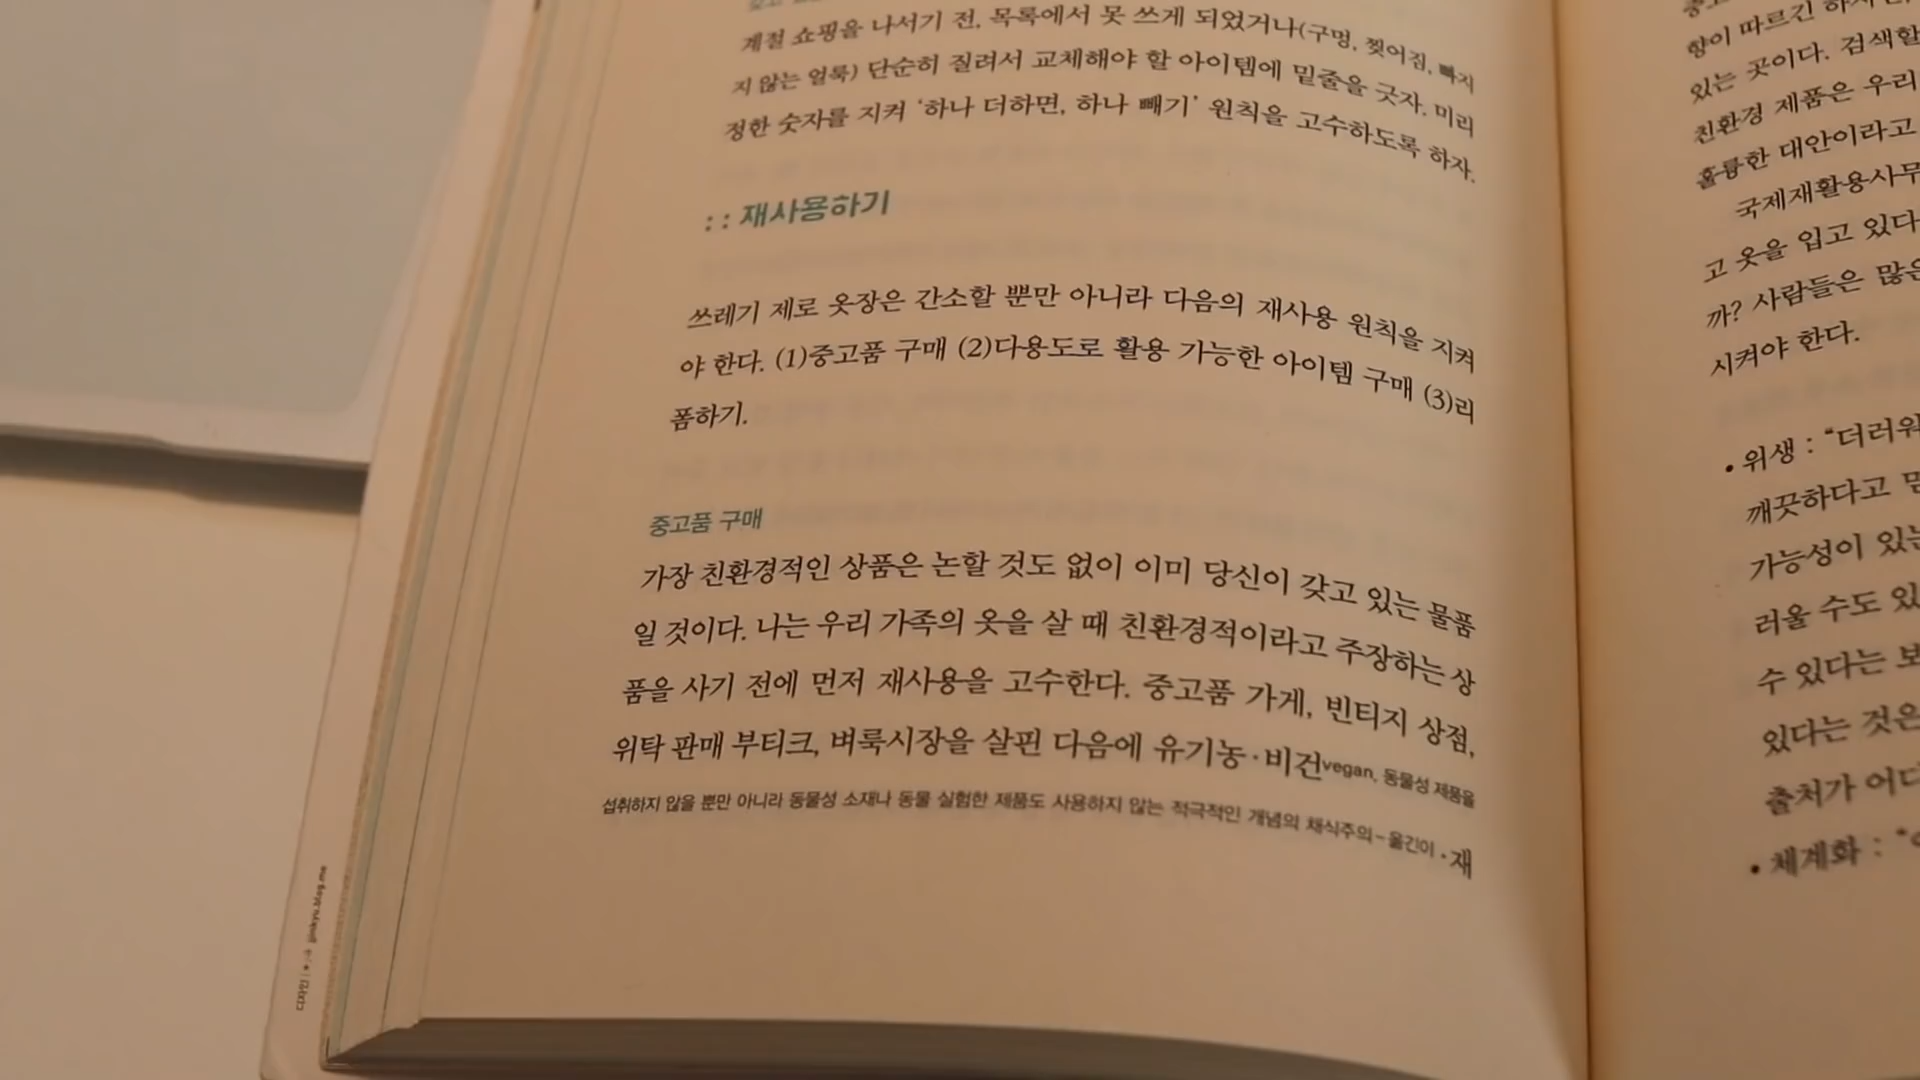 계절 쇼핑을 나서기 전, 목록에서 못 쓰게 되었거나(구멍, 찢어짐, 빠지
지 않는 얼룩) 단순히 질려서 교체해야 할 아이템에 밑줄을 긋자. 미리
정한 숫자를 지켜 ‘하나 더하면, 하나 빼기’ 원칙을 고수하도록 하자.
:: 재사용하기
쓰레기 제로 옷장은 간소할 뿐만 아니라 다음의 재사용 원칙을 지켜
야 한다. (1)중고품 구매 (2)다용도로 활용 가능한 아이템 구매 (3)리
폼하기.
중고품 구매
가장 친환경적인 상품은 논할 것도 없이 이미 당신이 갖고 있는 물품
일 것이다. 나는 우리 가족의 옷을 살 때 친환경적이라고 주장하는 상
품을 사기 전에 먼저 재사용을 고수한다. 중고품 가게, 빈티지 상점,
위탁 판매 부티크, 벼룩시장을 살핀 다음에 유기농·비건vegan, 동물성 제품을
섭취하지 않을 뿐만 아니라 동물성 소재나 동물 실험한 제품도 사용하지 않는 적극적인 개념의 채식주의-옮긴이·재
디자인
ginkyu.blog.me
향이 따르긴 하지
있는 곳이다. 검색할
친환경 제품은 우리
훌륭한 대안이라고
국제재활용사무
고 옷을 입고 있다
까? 사람들은 많은
시켜야 한다.
• 위생 : “더러워
깨끗하다고
가능성이 있는
러울 수도 있
수 있다는 보
있다는 것은
출처가 어디
• 체계화 : “